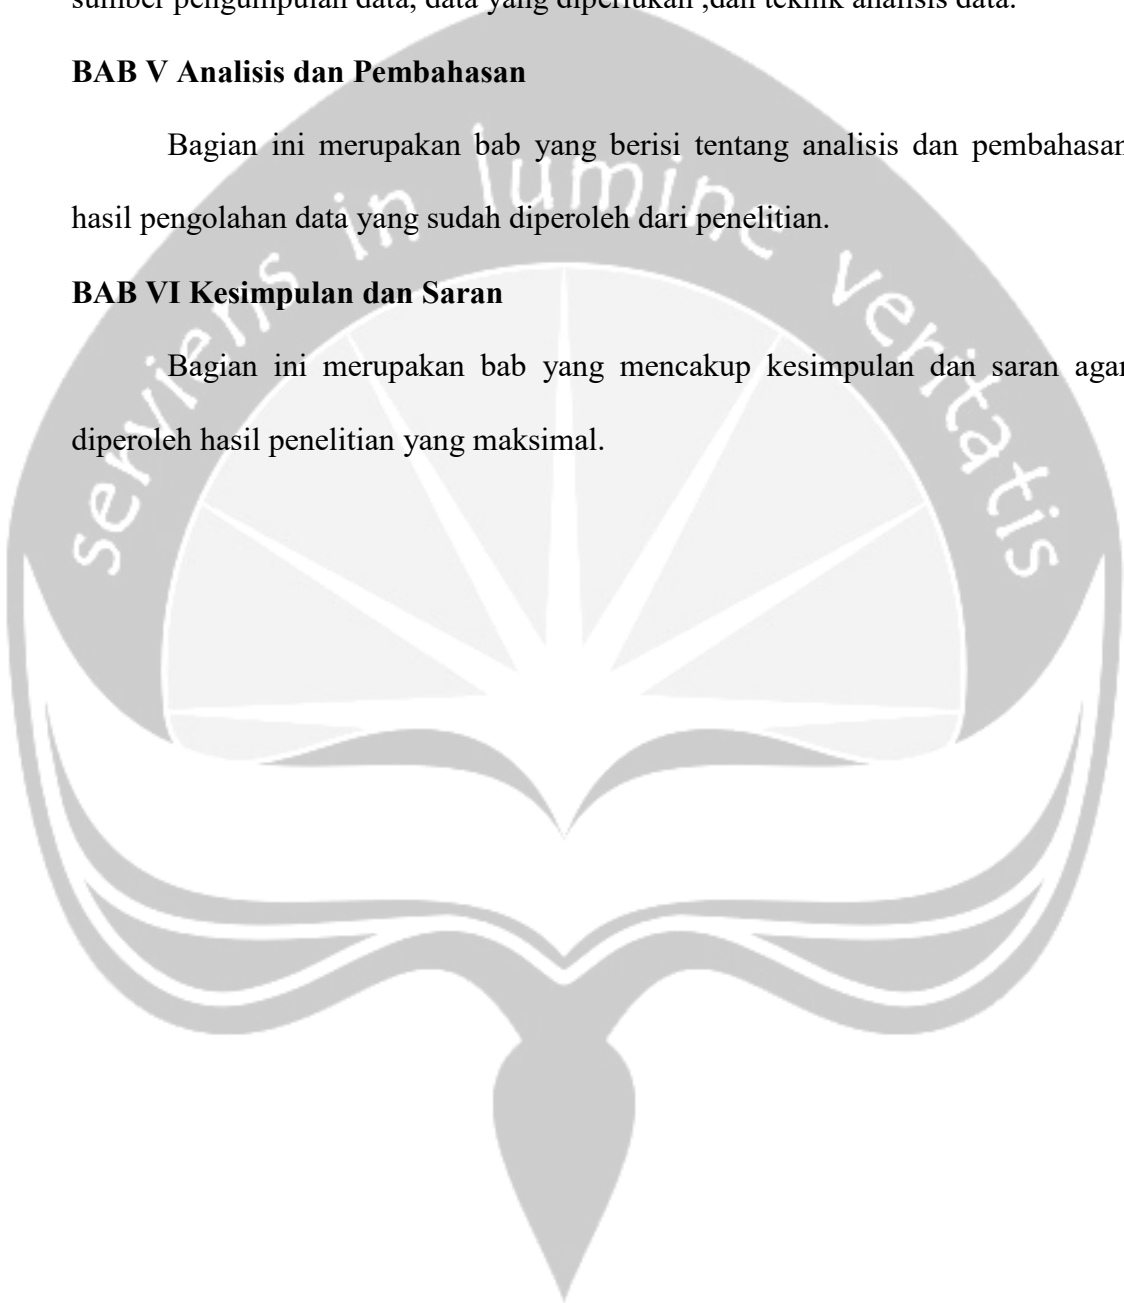 sumber pengumpulan data, data yang diperlukan ,dan teknik analisis data.
BAB V Analisis dan Pembahasan
Bagian ini merupakan bab yang berisi tentang analisis dan pembahasan
hasil pengolahan data yang sudah diperoleh dari penelitian.
BAB VI Kesimpulan dan Saran
Bagian ini merupakan bab yang mencakup kesimpulan dan saran agar
diperoleh hasil penelitian yang maksimal.
serviens in lumine veritatis